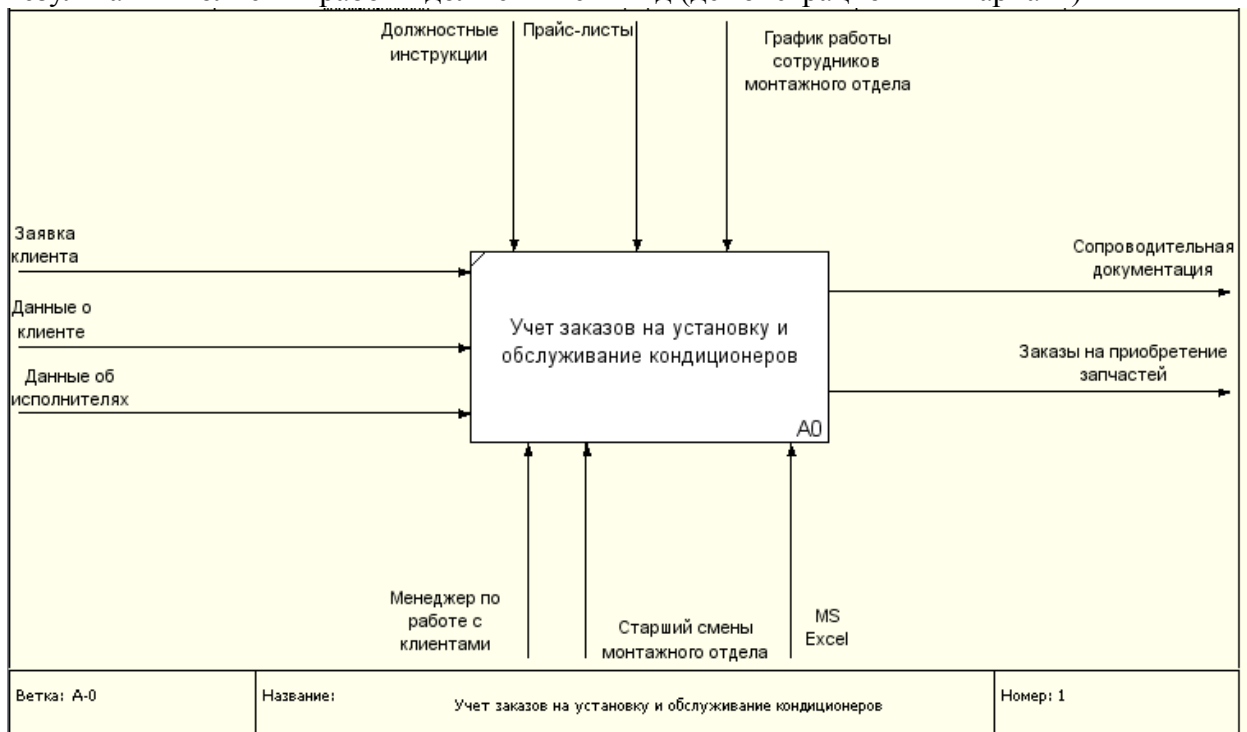 Должностные
инструкции
Прайс-листы
График работы
сотрудников
монтажного отдела
Заявка
клиента
Данные о
клиенте
Данные об
исполнителях
Учет заказов на установку и
обслуживание кондиционеров
A0
Сопроводительная
документация
Заказы на приобретение
запчастей
Менеджер по
работе с
клиентами
Старший смены
монтажного отдела
MS
Excel
Ветка: A-0
Название:
Учет заказов на установку и обслуживание кондиционеров
Номер: 1